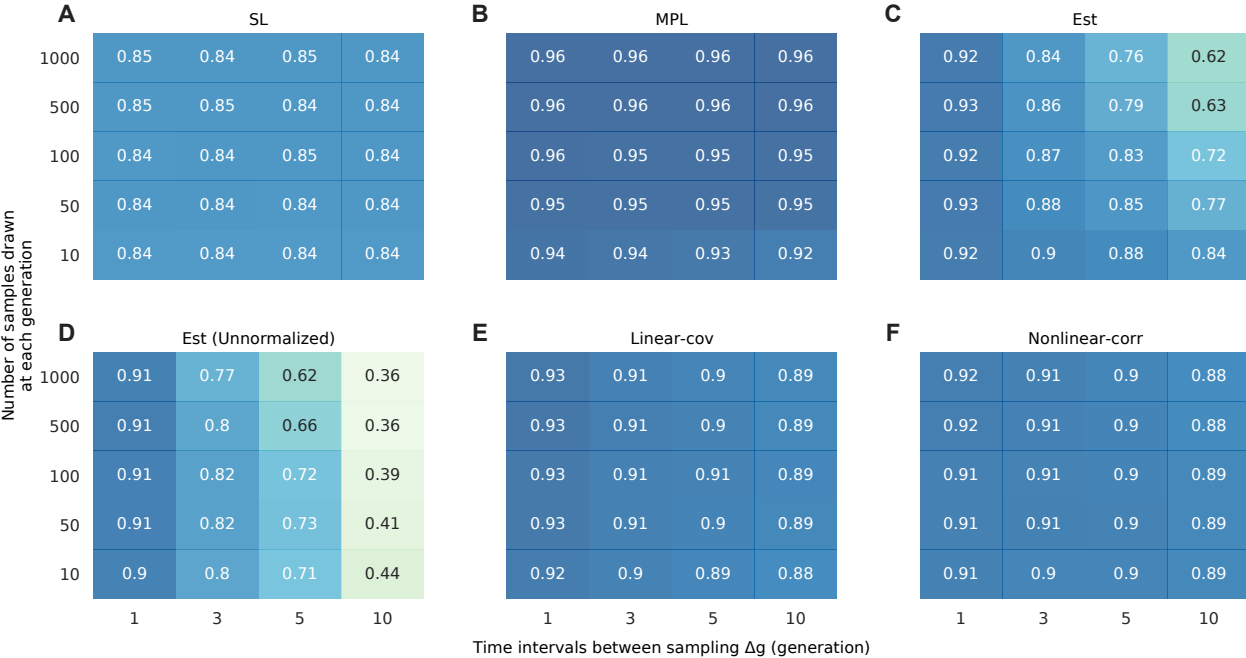 A SL
1000 0.85 0.84 0.85 0.84
500 0.85 0.85 0.84 0.84
100 0.84 0.84 0.85 0.84
50 0.84 0.84 0.84 0.84
10 0.84 0.84 0.84 0.84
B MPL
0.96 0.96 0.96 0.96
0.96 0.96 0.96 0.96
0.96 0.95 0.95 0.95
0.95 0.95 0.95 0.95
0.94 0.94 0.93 0.92
C Est
0.92 0.84 0.76 0.62
0.93 0.86 0.79 0.63
0.92 0.87 0.83 0.72
0.93 0.88 0.85 0.77
0.92 0.9 0.88 0.84
Number of samples drawn
at each generation
D Est (Unnormalized)
1000 0.91 0.77 0.62 0.36
500 0.91 0.8 0.66 0.36
100 0.91 0.82 0.72 0.39
50 0.91 0.82 0.73 0.41
10 0.9 0.8 0.71 0.44
1 3 5 10
E Linear-cov
0.93 0.91 0.9 0.89
0.93 0.91 0.9 0.89
0.93 0.91 0.91 0.89
0.93 0.91 0.9 0.89
0.92 0.9 0.89 0.88
1 3 5 10
F Nonlinear-corr
0.92 0.91 0.9 0.88
0.92 0.91 0.9 0.88
0.91 0.91 0.9 0.89
0.91 0.91 0.9 0.89
0.91 0.9 0.9 0.89
1 3 5 10
Time intervals between sampling Δg (generation)